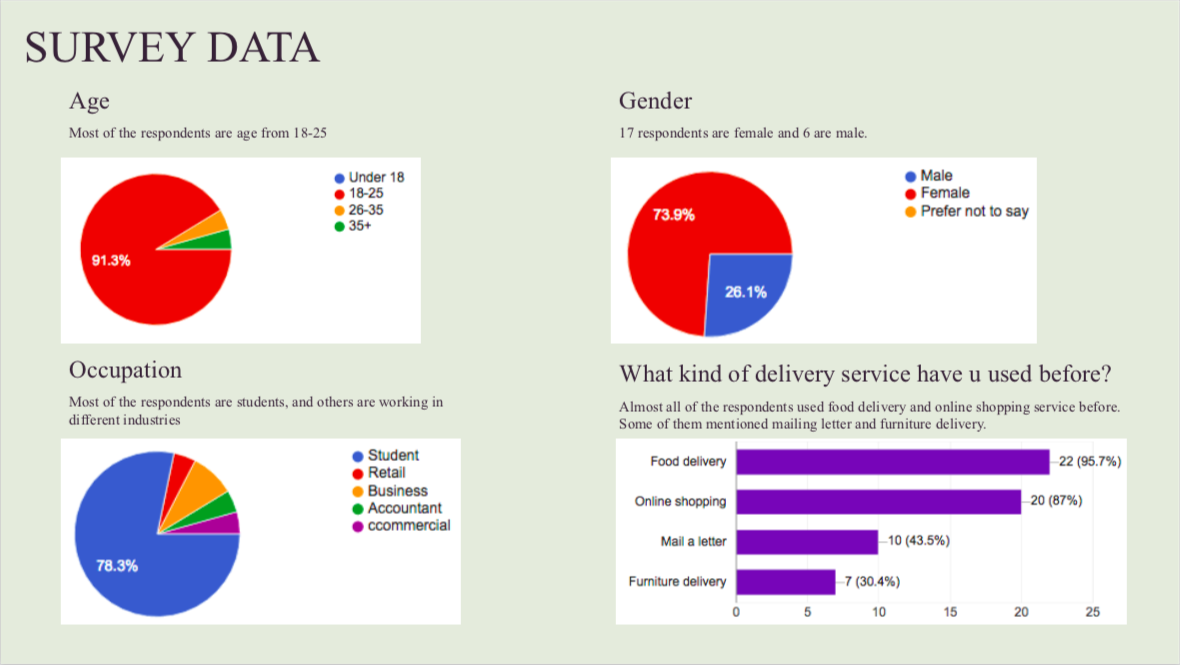 SURVEY DATA
Age
Most of the respondents are age from 18-25
Under 18
18-25
26-35
35+
91.3%
Gender
17 respondents are female and 6 are male.
Male
Female
Prefer not to say
73.9%
26.1%
Occupation
Most of the respondents are students, and others are working in
different industries
Student
Retail
Business
Accountant
ccommercial
78.3%
What kind of delivery service have u used before?
Almost all of the respondents used food delivery and online shopping service before.
Some of them mentioned mailing letter and furniture delivery.
Food delivery 22 (95.7%)
Online shopping 20 (87%)
Mail a letter 10 (43.5%)
Furniture delivery 7 (30.4%)
0 5 10 15 20 25